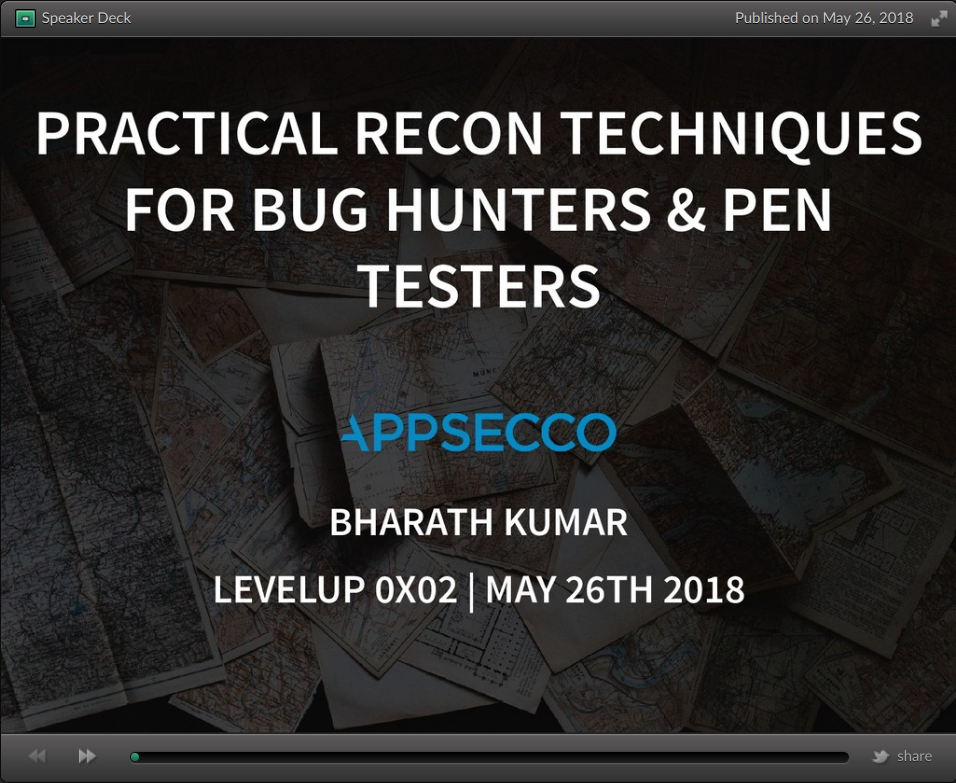 Speaker Deck
Published on May 26, 2018
PRACTICAL RECON TECHNIQUES
FOR BUG HUNTERS & PEN
TESTERS
APPSECCO
BHARATH KUMAR
LEVELUP 0X02 | MAY 26TH 2018
share